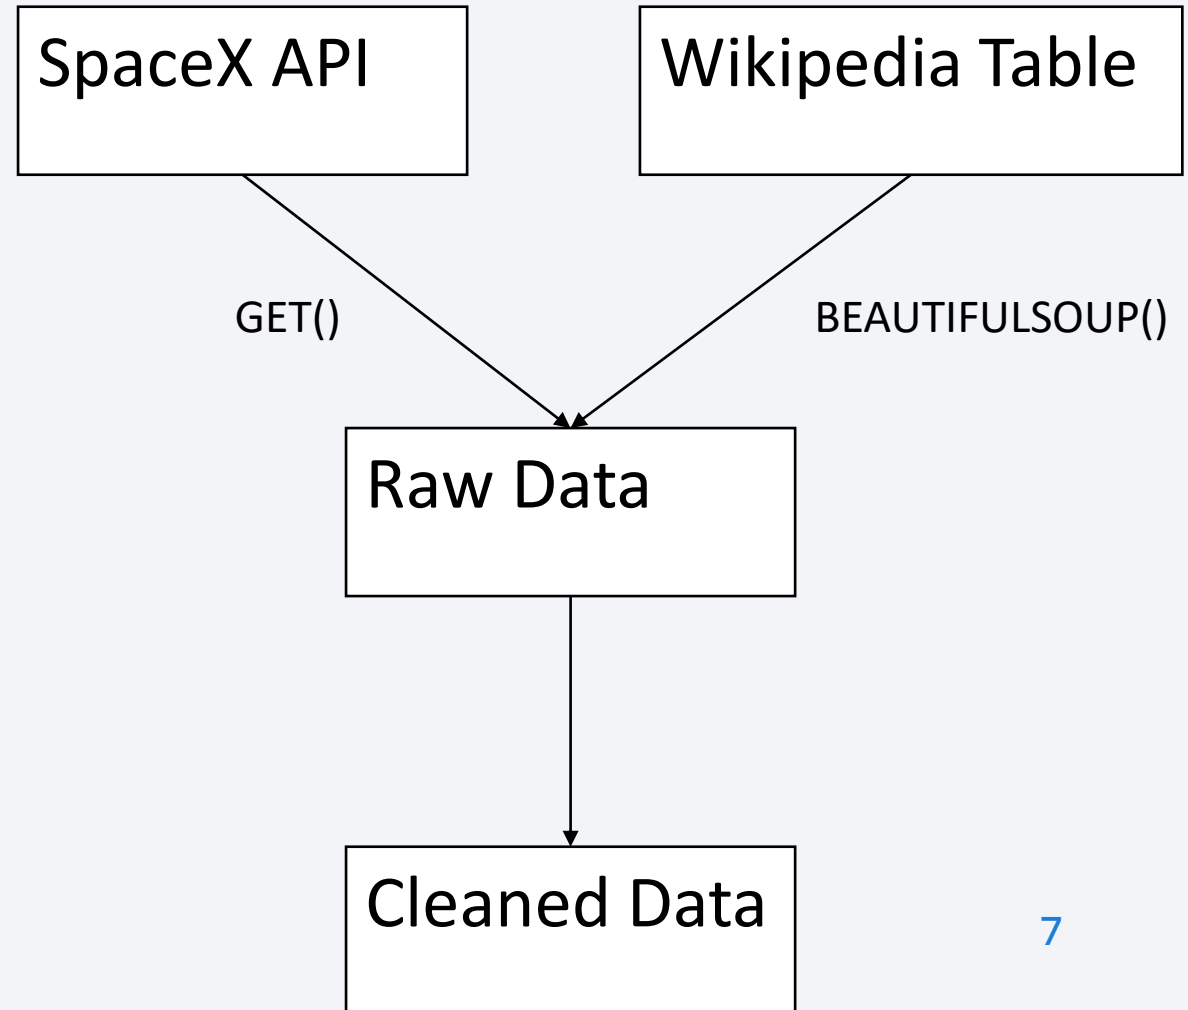 SpaceX API
Wikipedia Table
GET()
BEAUTIFULSOUP()
Raw Data
Cleaned Data
7